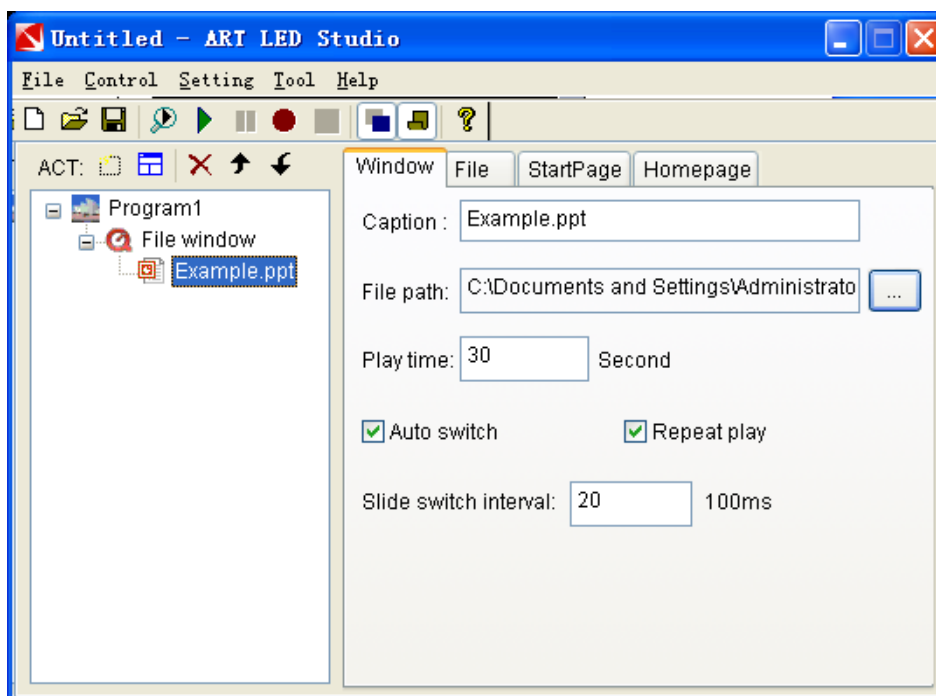 Untitled - ART LED Studio
File Control Setting Tool Help
ACT:
Window File StartPage Homepage
Program1
File window
Example.ppt
Caption : Example.ppt
File path: C:\Documents and Settings\Administrato ...
Play time: 30 Second
Auto switch Repeat play
Slide switch interval: 20 100ms